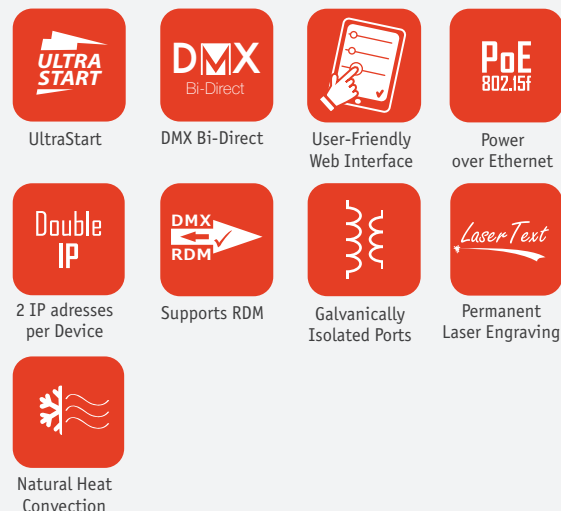 ULTRA
START
UltraStart
DMX
Bi-Direct
DMX Bi-Direct
User-Friendly
Web Interface
PoE
802.15f
Power
over Ethernet
Double
IP
2 IP adresses
per Device
DMX
RDM
Supports RDM
Galvanically
Isolated Ports
LaserText
Permanent
Laser Engraving
Natural Heat
Convection